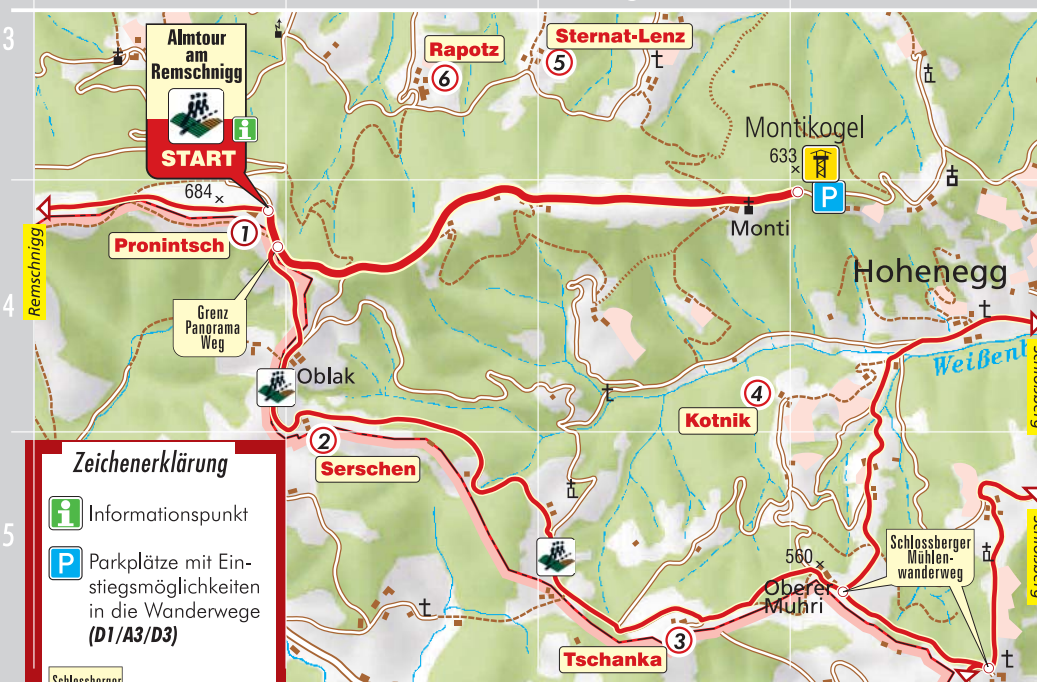 3
Almtour
am
Remschnigg
START
i
Rapotz
6
Sternat-Lenz
5
Montikogel
633
P
684
1
Pronintsch
Remschnigg
Monti
Hohenegg
4
Grenz
Panorama
Weg
Oblak
4
Kotnik
2
Serschen
Zeichenerklärung
i Informationspunkt
P Parkplätze mit Ein-
stiegsmöglichkeiten
in die Wanderwege
(D1/A3/D3)
Schlossberger
5
560
Oberer
Muhri
Schlossberger
Mühlen-
wanderweg
3
Tschanka